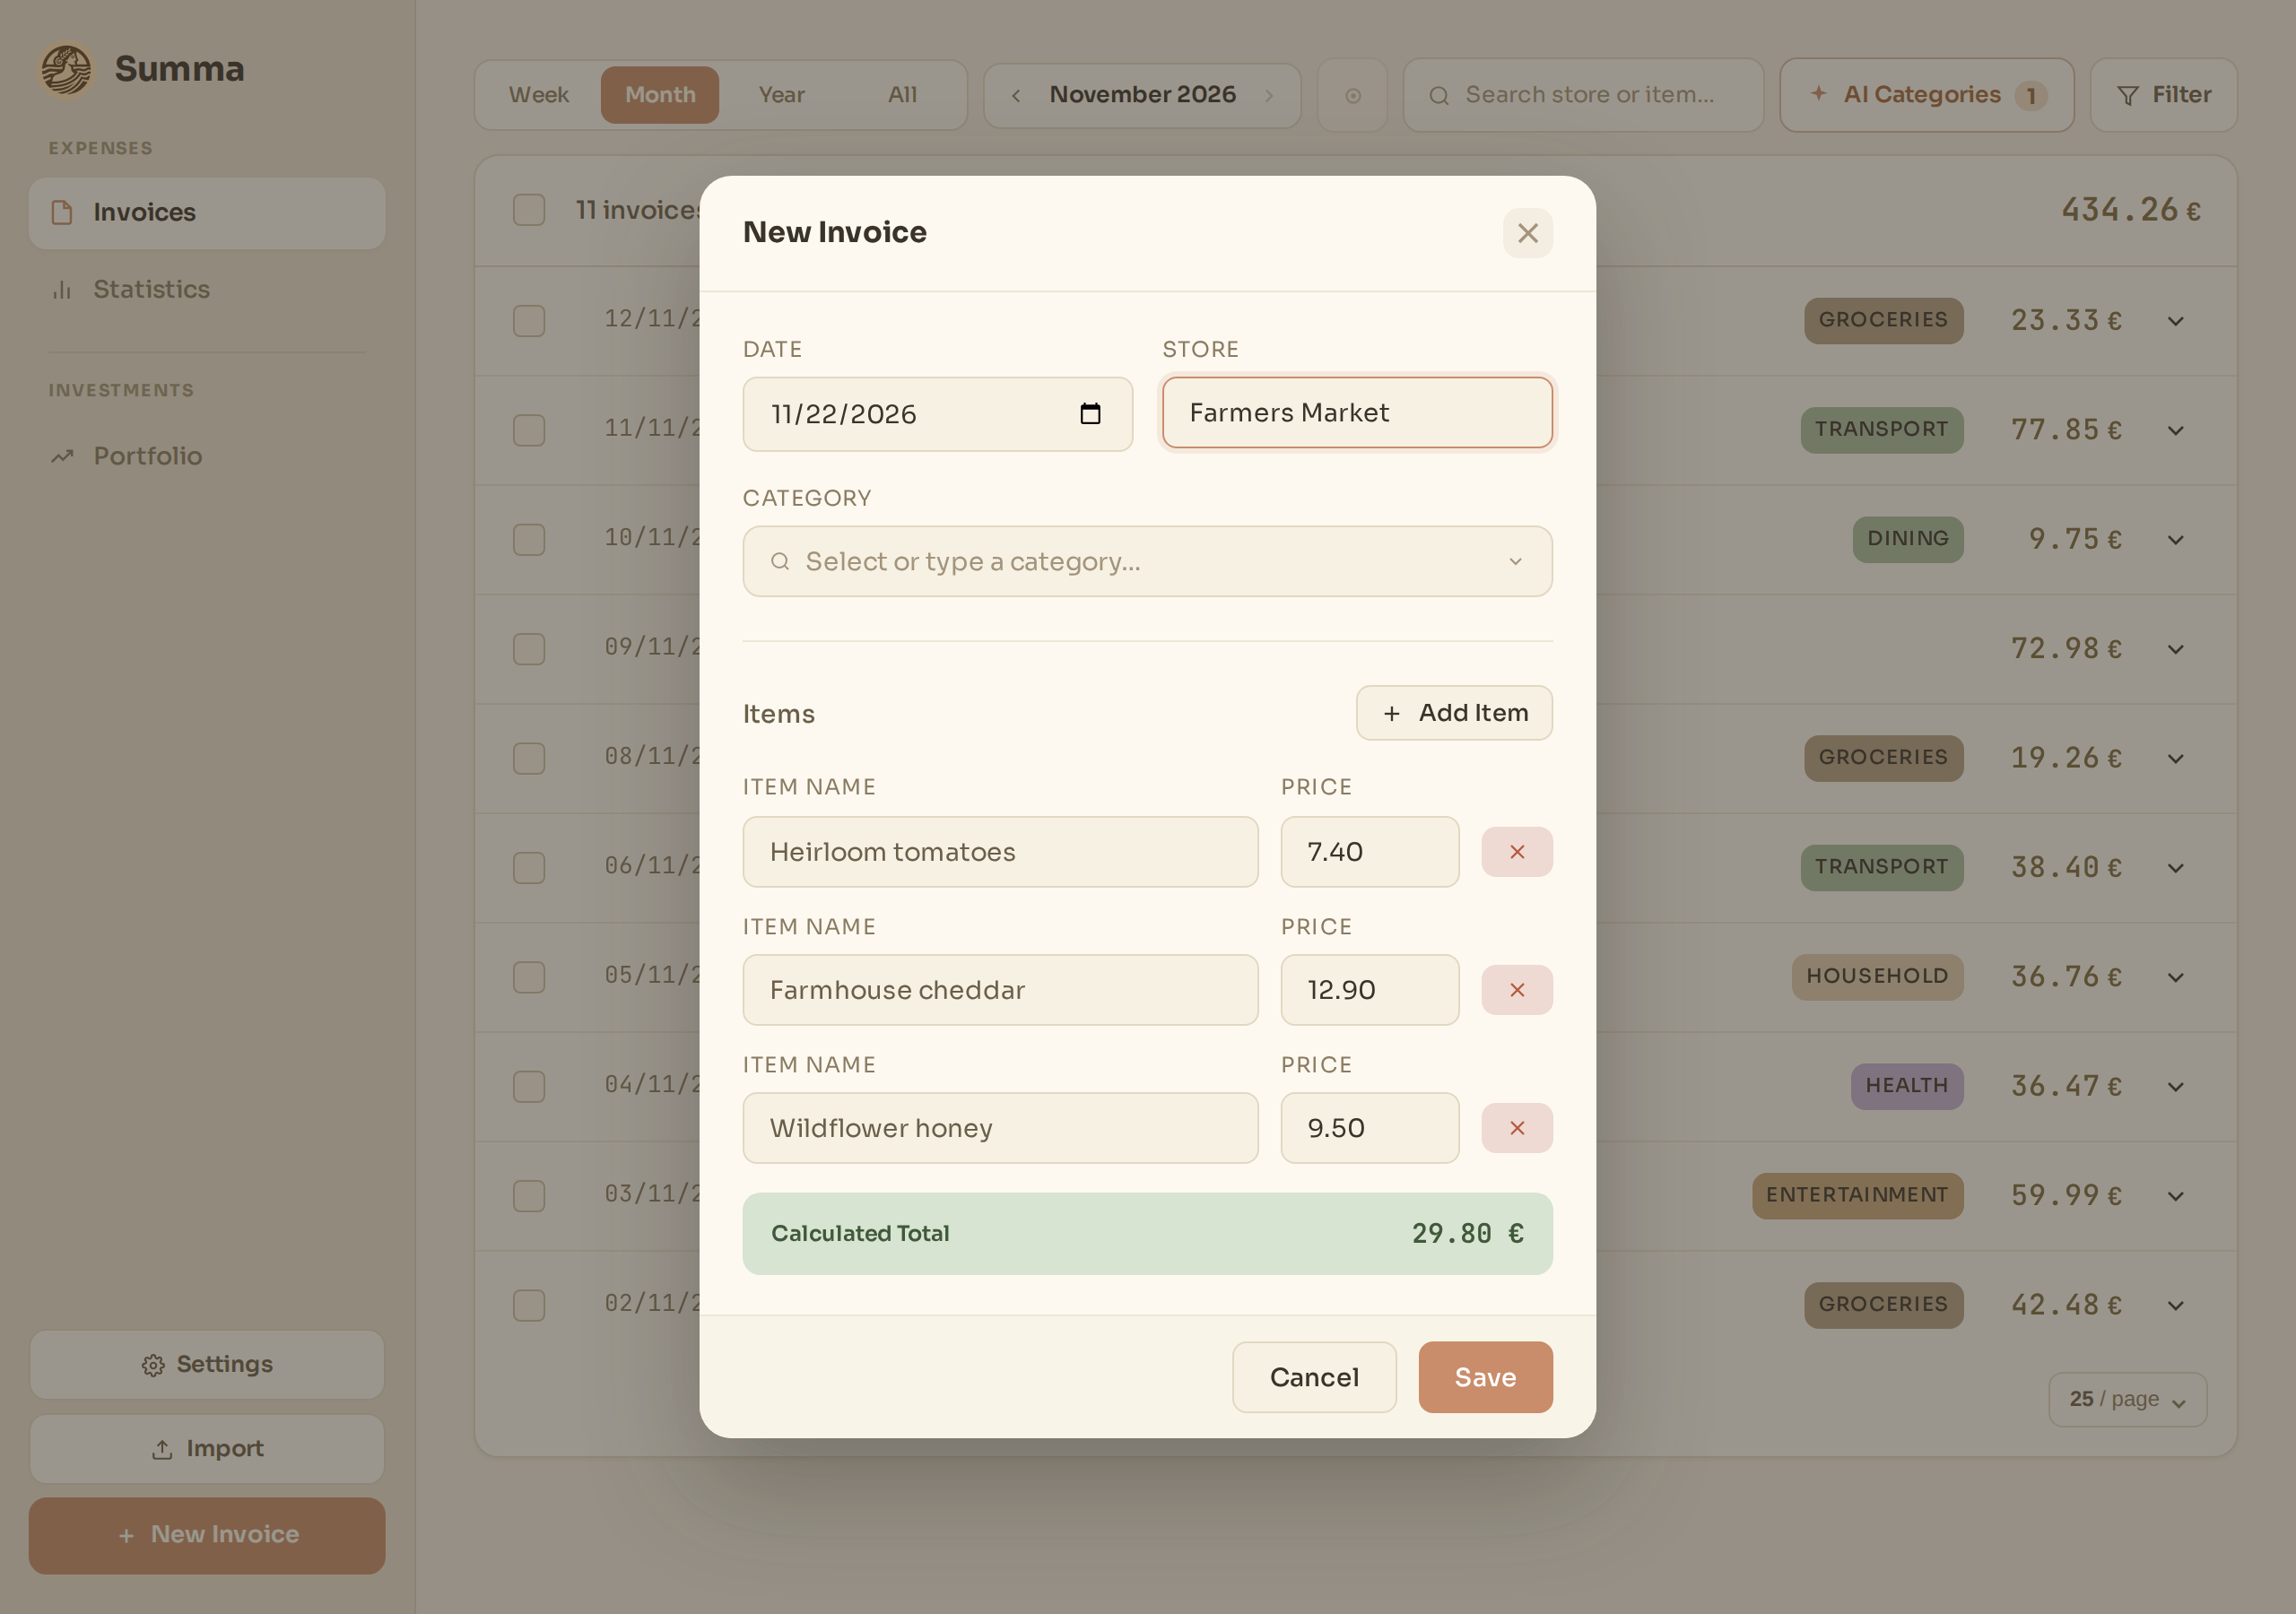 Summa
EXPENSES
Invoices
Statistics
INVESTMENTS
Portfolio
Settings
Import
+ New Invoice
Week Month Year All
November 2026
Search store or item...
AI Categories 1
Filter
11 invoices
434.26 €
12/11/2
GROCERIES 23.33 €
11/11/2
TRANSPORT 77.85 €
10/11/2
DINING 9.75 €
09/11/2
72.98 €
08/11/2
GROCERIES 19.26 €
06/11/2
TRANSPORT 38.40 €
05/11/2
HOUSEHOLD 36.76 €
04/11/2
HEALTH 36.47 €
03/11/2
ENTERTAINMENT 59.99 €
02/11/2
GROCERIES 42.48 €
25 / page
New Invoice
DATE STORE
11/22/2026 Farmers Market
CATEGORY
Select or type a category...
Items + Add Item
ITEM NAME PRICE
Heirloom tomatoes 7.40
ITEM NAME PRICE
Farmhouse cheddar 12.90
ITEM NAME PRICE
Wildflower honey 9.50
Calculated Total 29.80 €
Cancel Save